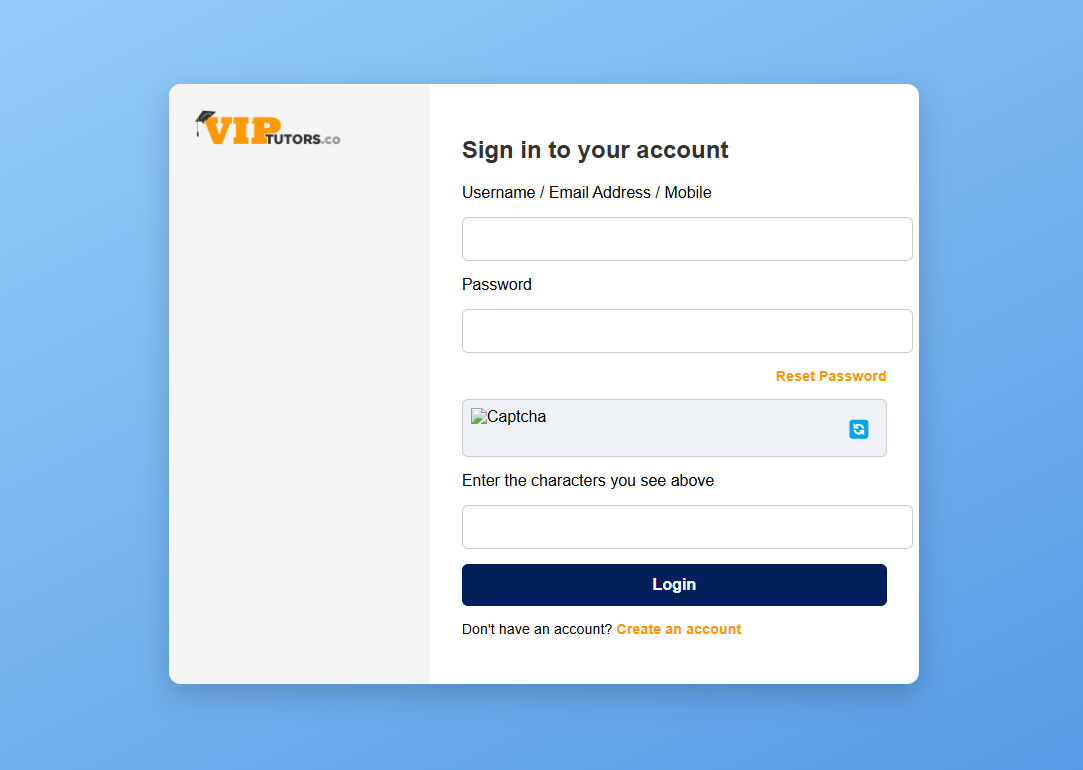 VIP TUTORS.co
Sign in to your account
Username / Email Address / Mobile
Password
Reset Password
Captcha
Enter the characters you see above
Login
Don't have an account? Create an account